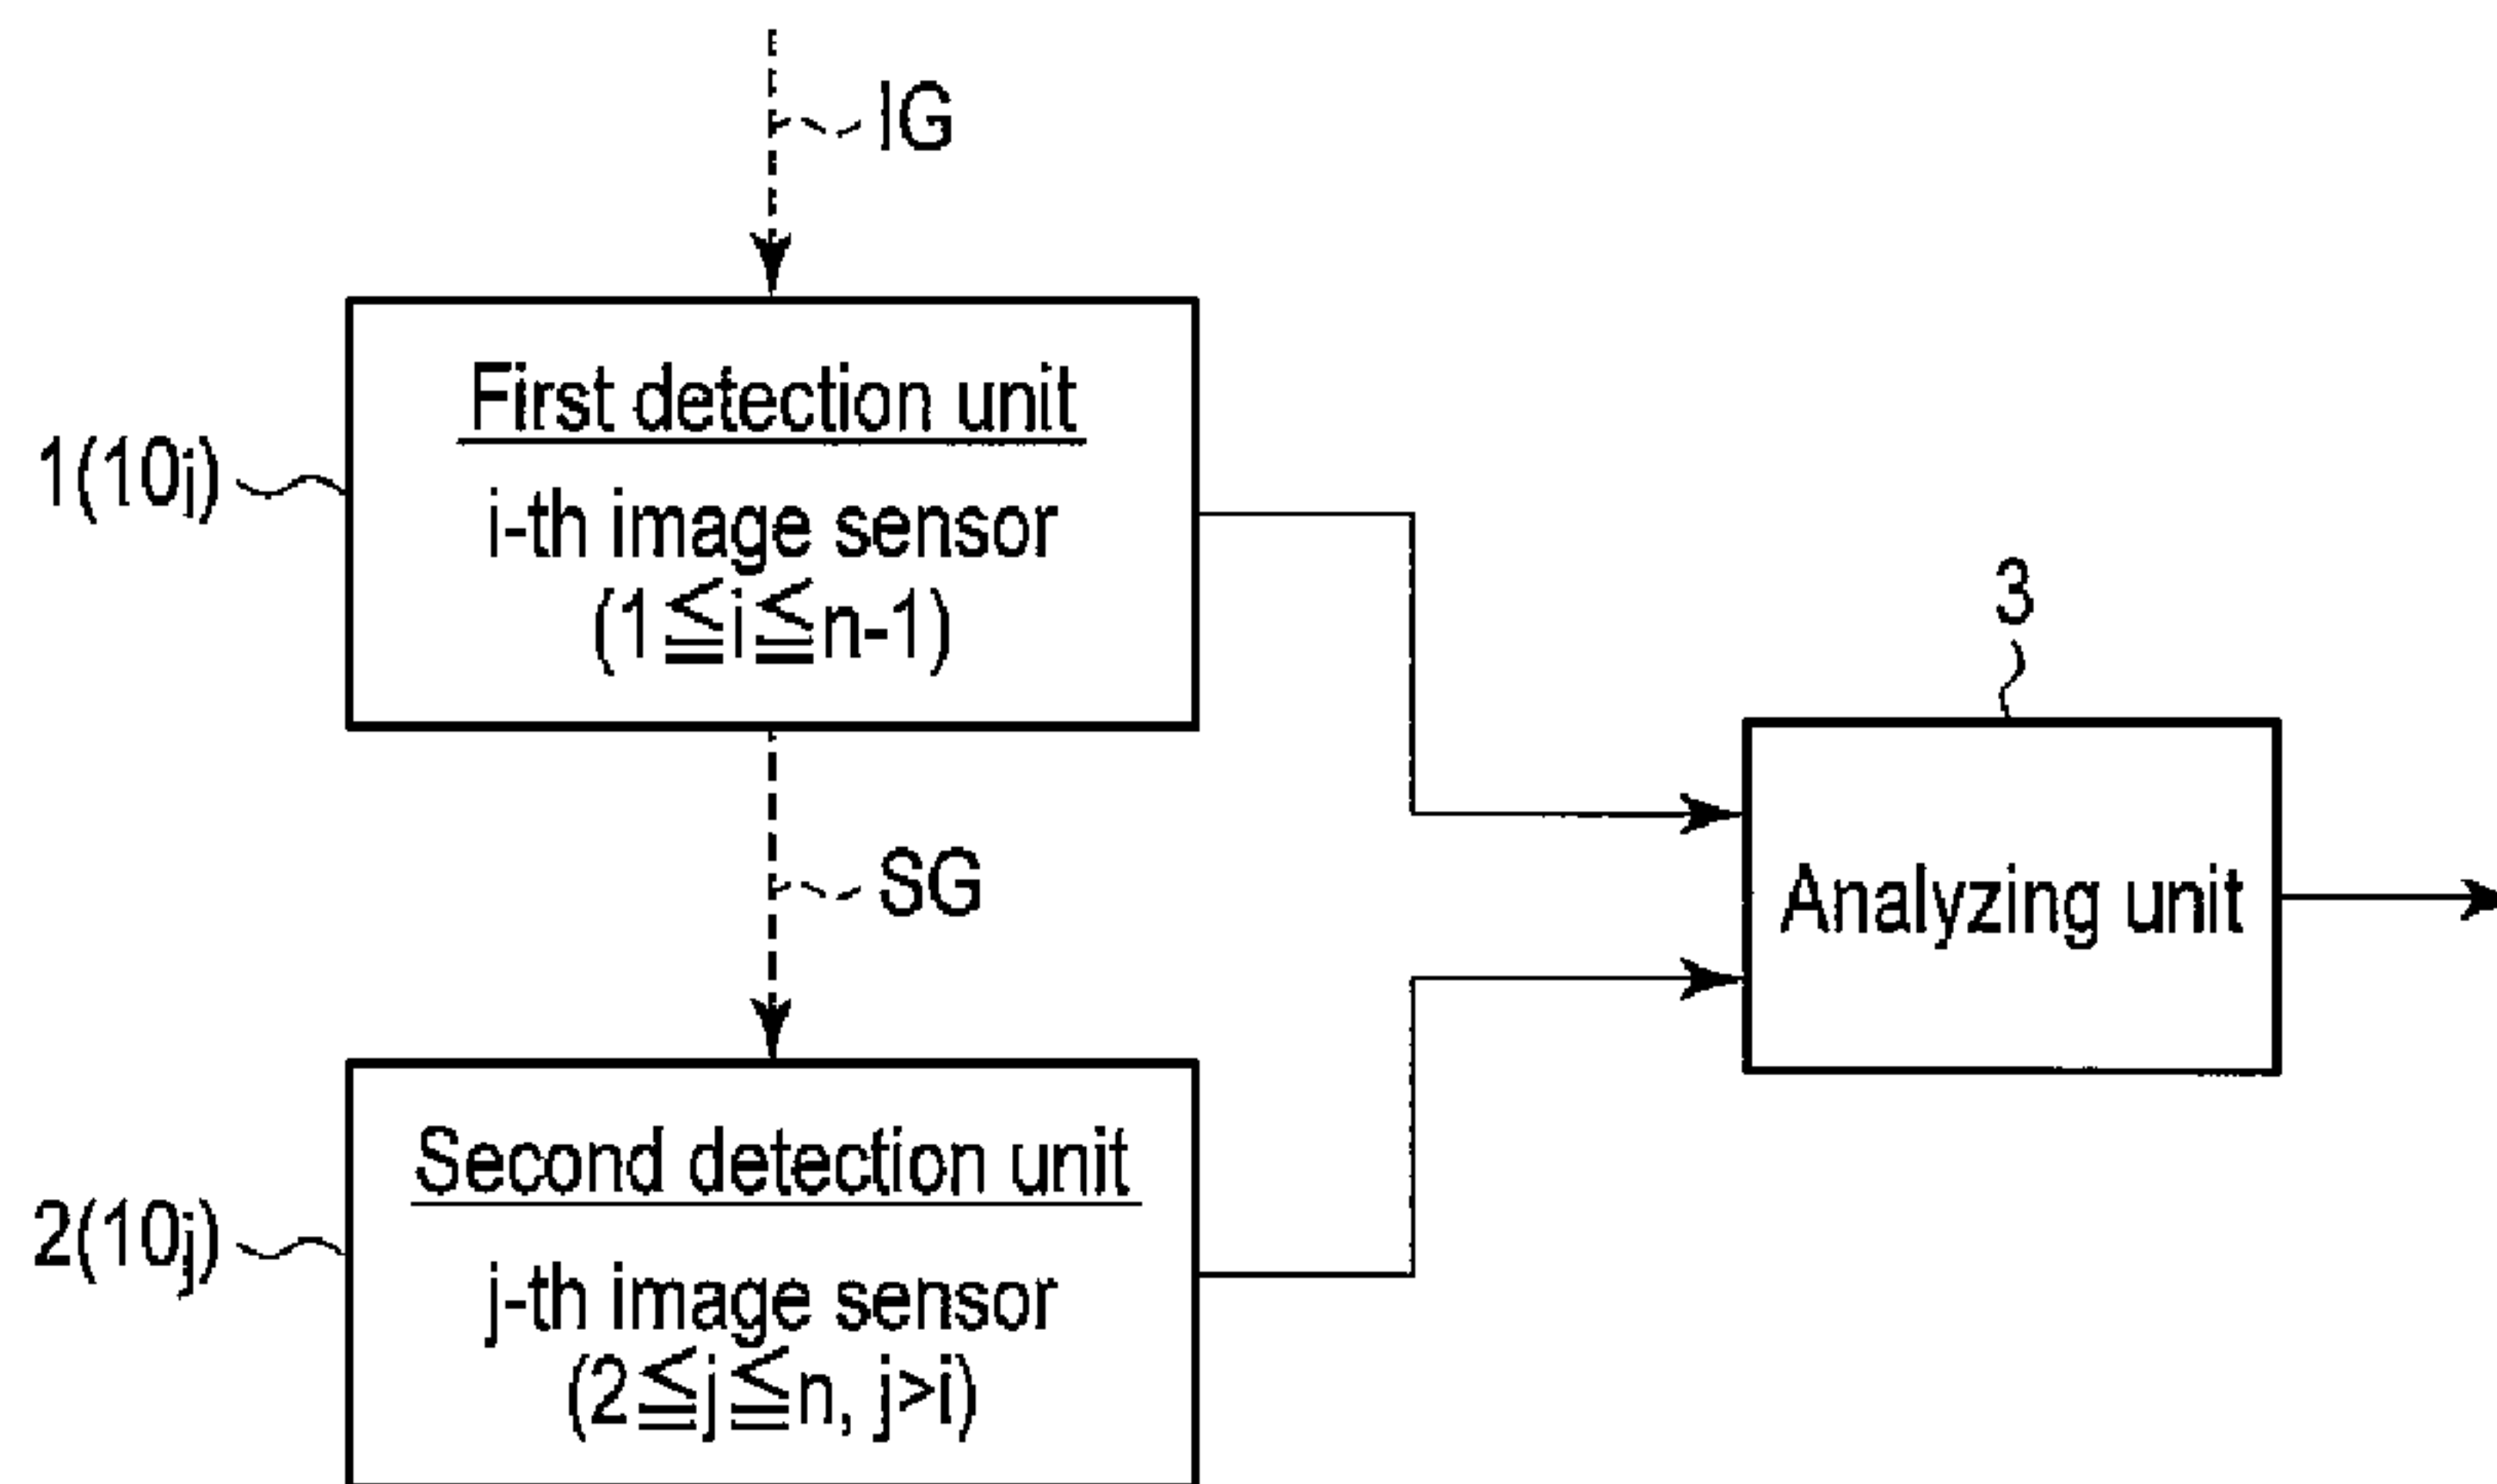 IG
First detection unit
1(10i)
i-th image sensor
(1≦i≦n-1)
3
SG
Analyzing unit
Second detection unit
2(10j)
j-th image sensor
(2≦j≦n, j>i)